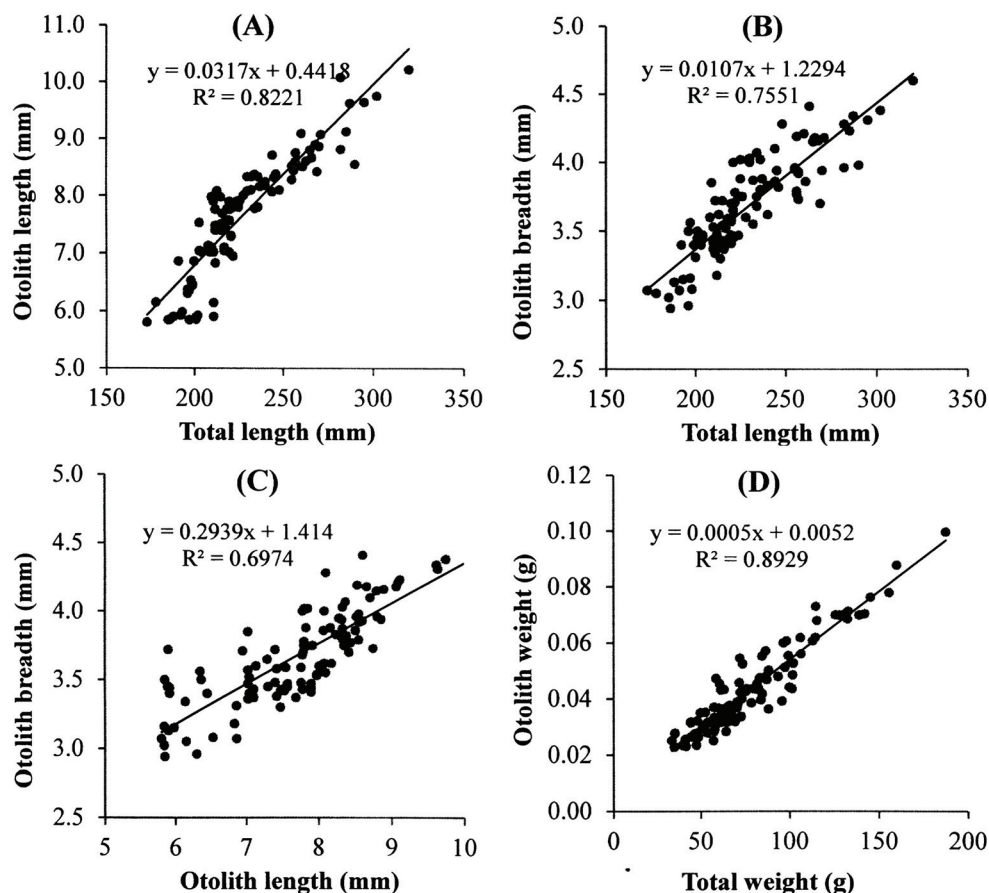 (A)
y = 0.0317x + 0.4418
R² = 0.8221
11.0
10.0
9.0
8.0
7.0
6.0
5.0
150 200 250 300 350
Otolith length (mm)
Total length (mm)
(B)
y = 0.0107x + 1.2294
R² = 0.7551
5.0
4.5
4.0
3.5
3.0
2.5
150 200 250 300 350
Otolith breadth (mm)
Total length (mm)
(C)
y = 0.2939x + 1.414
R² = 0.6974
5.0
4.5
4.0
3.5
3.0
2.5
5 6 7 8 9 10
Otolith breadth (mm)
Otolith length (mm)
(D)
y = 0.0005x + 0.0052
R² = 0.8929
0.12
0.10
0.08
0.06
0.04
0.02
0.00
0 50 100 150 200
Otolith weight (g)
Total weight (g)